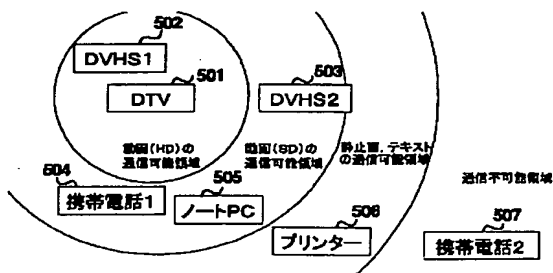 502
DVHS1
501
DTV
503
DVHS2
動画(HD)の
通信可能領域
動画(SD)の
通信可能領域
静止画,テキスト
の通信可能領域
通信不可能領域
504
携帯電話1
505
ノートPC
506
プリンター
507
携帯電話2